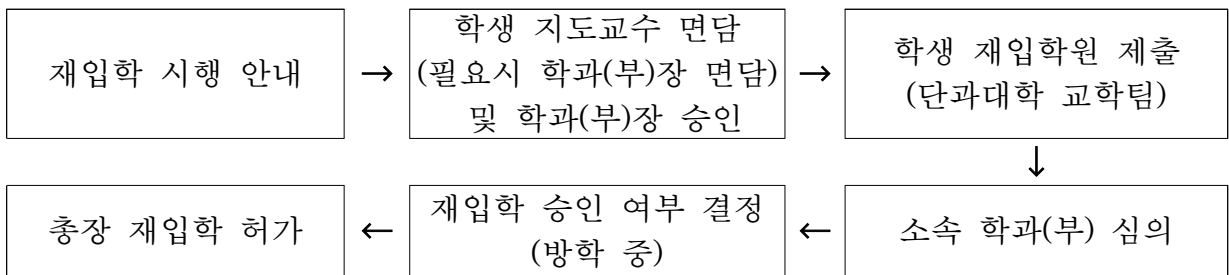 재입학 시행 안내
→
학생 지도교수 면담
(필요시 학과(부)장 면담)
및 학과(부)장 승인
→
학생 재입학원 제출
(단과대학 교학팀)
↓
소속 학과(부) 심의
←
재입학 승인 여부 결정
(방학 중)
←
총장 재입학 허가